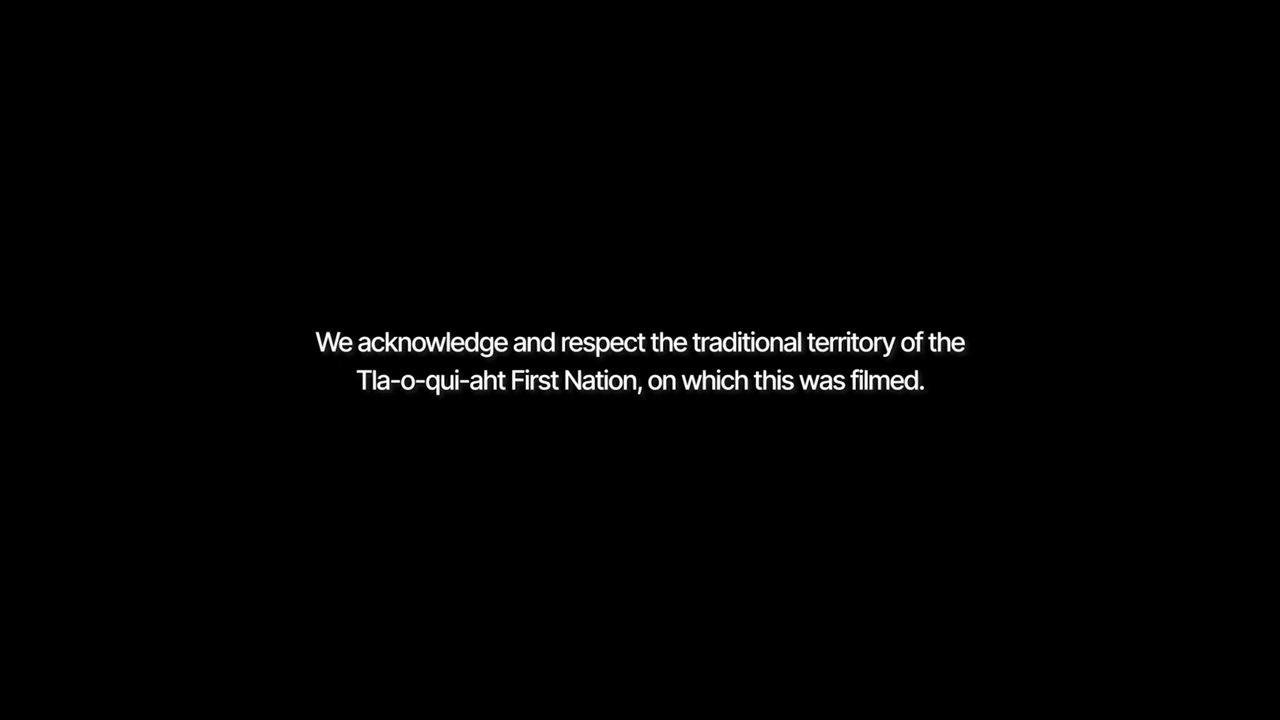 We acknowledge and respect the traditional territory of the
Tla-o-qui-aht First Nation, on which this was filmed.